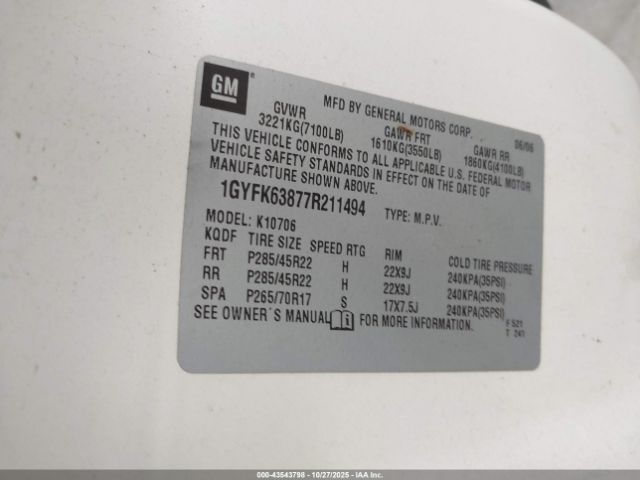 GM
MFD BY GENERAL MOTORS CORP.
GVWR GAWR FRT GAWR RR 06/06
3221KG(7100LB) 1610KG(3550LB) 1860KG(4100LB)
THIS VEHICLE CONFORMS TO ALL APPLICABLE U.S. FEDERAL MOTOR
VEHICLE SAFETY STANDARDS IN EFFECT ON THE DATE OF
MANUFACTURE SHOWN ABOVE.
1GYFK63877R211494 TYPE: M.P.V.
MODEL: K10706
KQDF TIRE SIZE SPEED RTG RIM COLD TIRE PRESSURE
FRT P285/45R22 H 22X9J 240KPA(35PSI)
RR P285/45R22 H 22X9J 240KPA(35PSI)
SPA P265/70R17 S 17X7.5J 240KPA(35PSI)
SEE OWNER´S MANUAL FOR MORE INFORMATION.
F 521
T 241
000-43543798 - 10/27/2025 - IAA Inc.